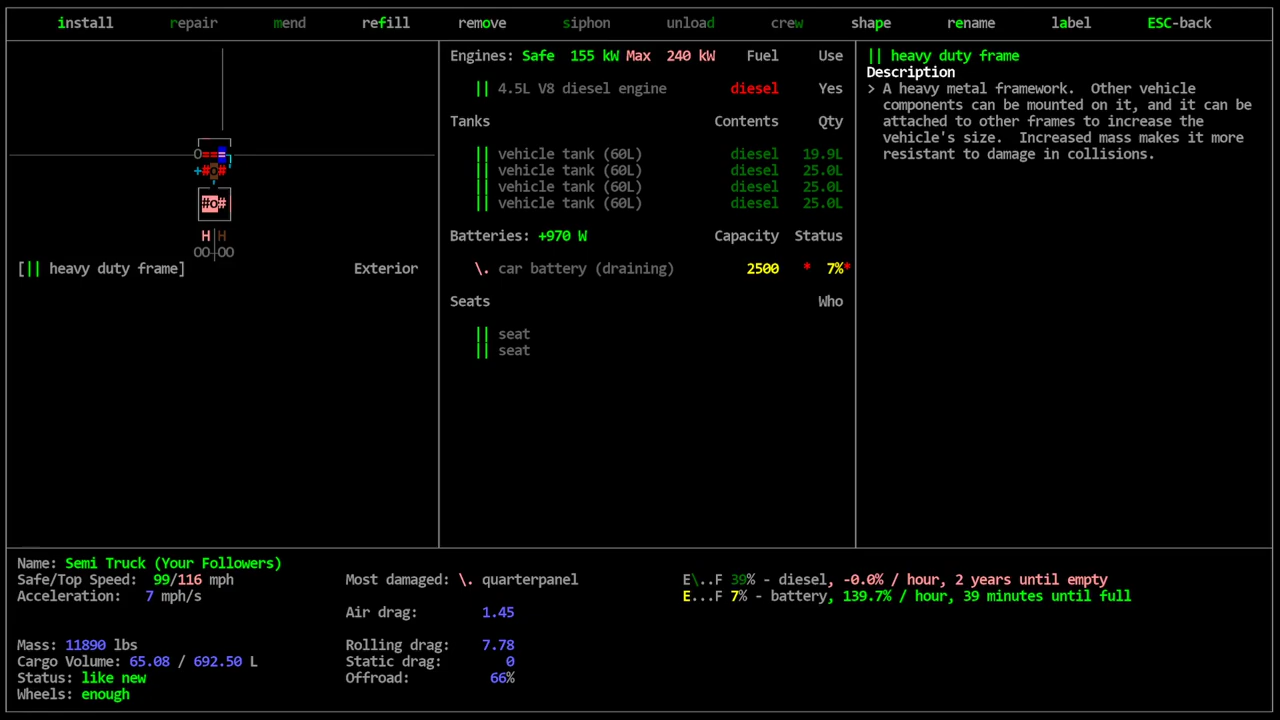 install repair mend refill remove siphon unload crew shape rename label ESC-back
Engines: Safe 155 kW Max 240 kW Fuel Use
|| 4.5L V8 diesel engine diesel Yes
Tanks Contents Qty
|| vehicle tank (60L) diesel 19.9L
|| vehicle tank (60L) diesel 25.0L
|| vehicle tank (60L) diesel 25.0L
|| vehicle tank (60L) diesel 25.0L
Batteries: +970 W Capacity Status
\. car battery (draining) 2500 * 7%*
Seats Who
|| seat
|| seat
|| heavy duty frame
Description
> A heavy metal framework. Other vehicle
components can be mounted on it, and it can be
attached to other frames to increase the
vehicle's size. Increased mass makes it more
resistant to damage in collisions.
O===
+#o#
'
#o#
H H
OO OO
[|| heavy duty frame] Exterior
Name: Semi Truck (Your Followers)
Safe/Top Speed: 99/116 mph
Acceleration: 7 mph/s
Mass: 11890 lbs
Cargo Volume: 65.08 / 692.50 L
Status: like new
Wheels: enough
Most damaged: \. quarterpanel
Air drag: 1.45
Rolling drag: 7.78
Static drag: 0
Offroad: 66%
E\..F 39% - diesel, -0.0% / hour, 2 years until empty
E...F 7% - battery, 139.7% / hour, 39 minutes until full